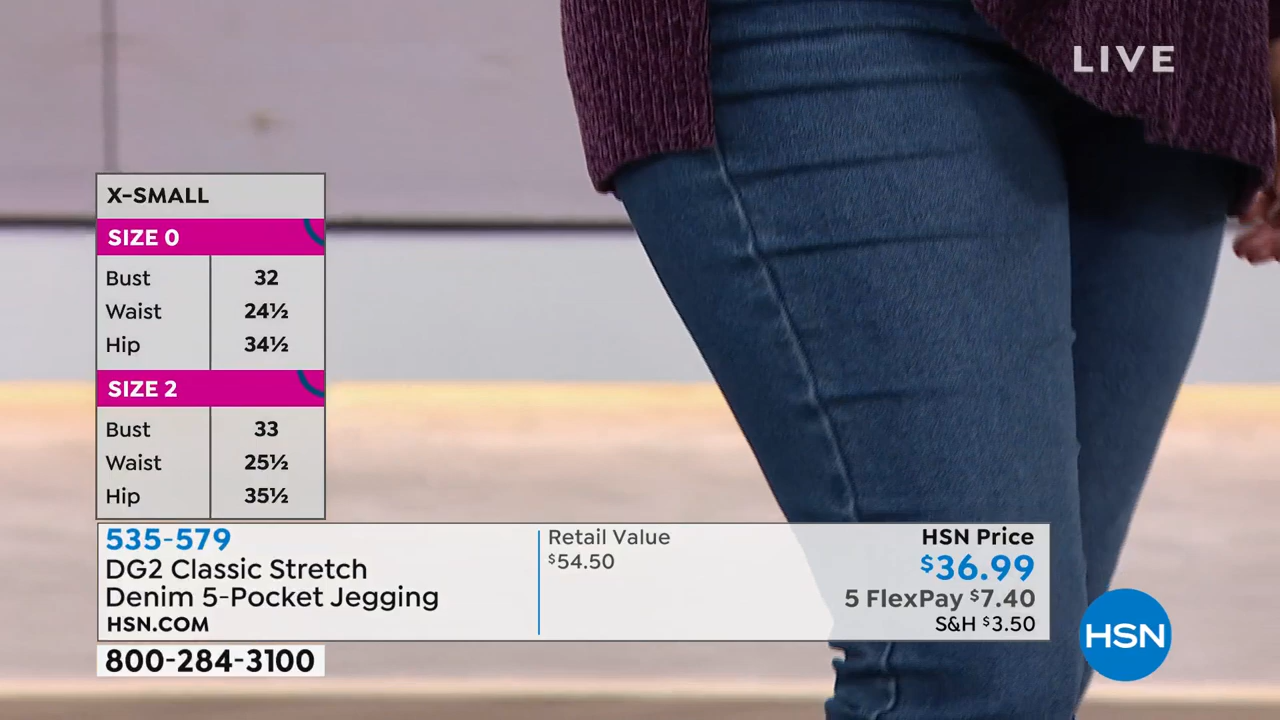 LIVE
X-SMALL
SIZE 0
Bust 32
Waist 24½
Hip 34½
SIZE 2
Bust 33
Waist 25½
Hip 35½
535-579
DG2 Classic Stretch
Denim 5-Pocket Jegging
HSN.COM
Retail Value
$54.50
HSN Price
$36.99
5 FlexPay $7.40
S&H $3.50
HSN
800-284-3100